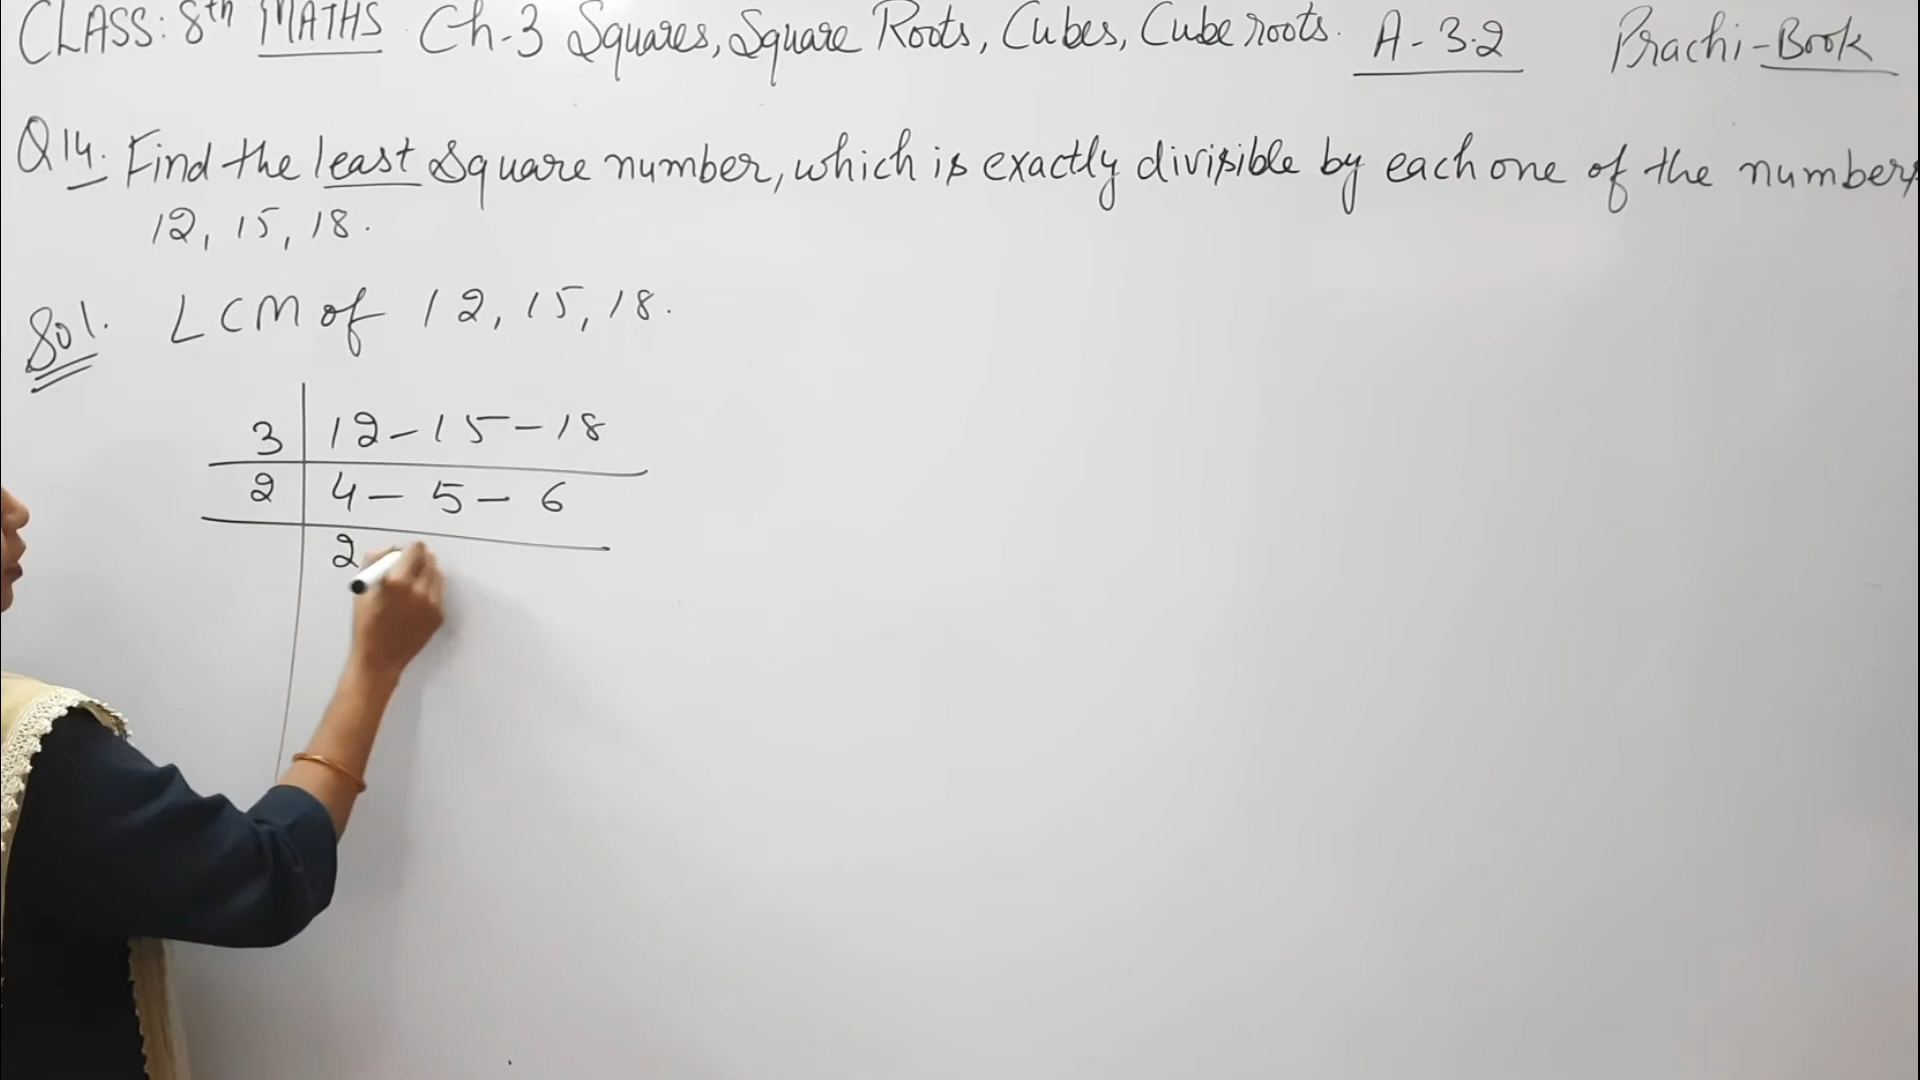 CLASS: 8th MATHS Ch-3 Squares, Square Roots, Cubes, Cube roots. A-3.2 Prachi-Book
Q14. Find the least square number, which is exactly divisible by each one of the numbers
12, 15, 18.
Sol. LCM of 12, 15, 18.
3 | 12-15-18
2 | 4-5-6
2